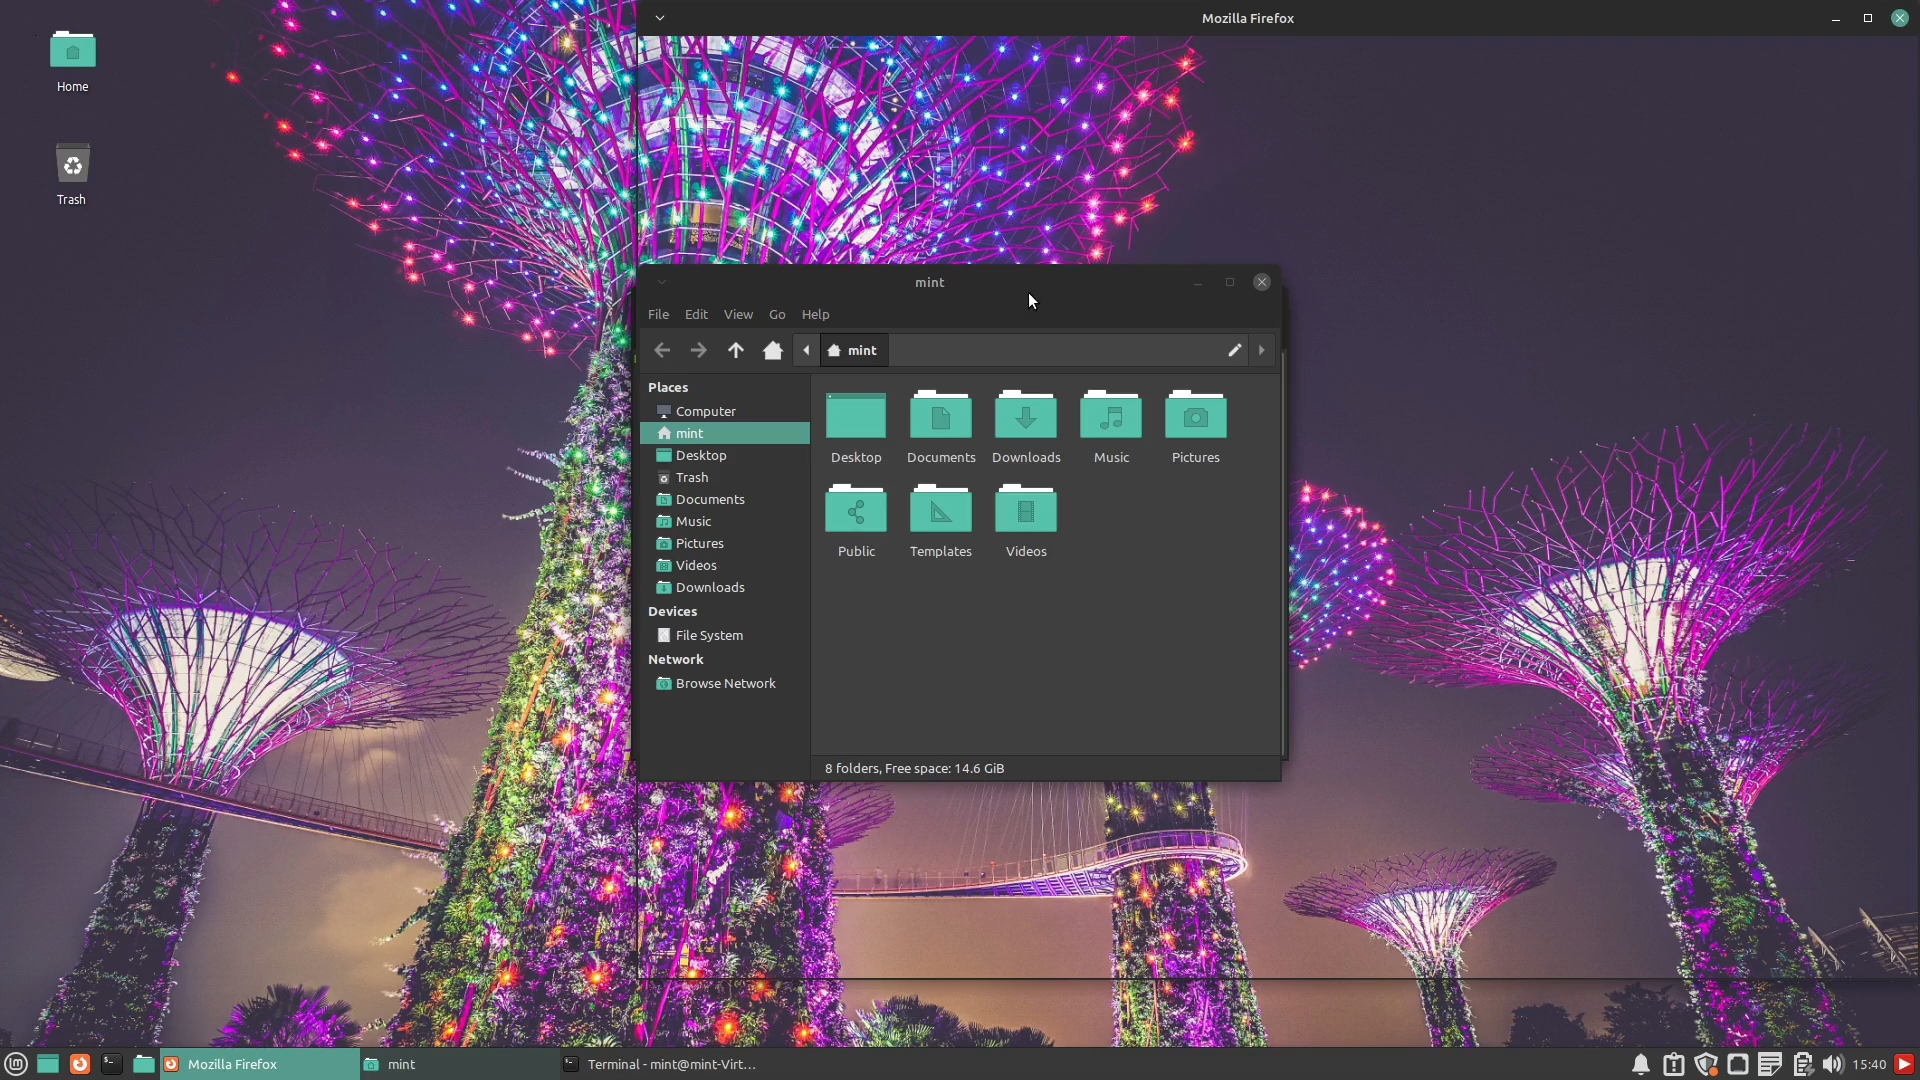 Mozilla Firefox
Home
Trash
mint
File Edit View Go Help
mint
Places
Computer
mint
Desktop
Trash
Documents
Music
Pictures
Videos
Downloads
Devices
File System
Network
Browse Network
Desktop Documents Downloads Music Pictures
Public Templates Videos
8 folders, Free space: 14.6 GiB
Mozilla Firefox mint Terminal - mint@mint-Virt... 15:40